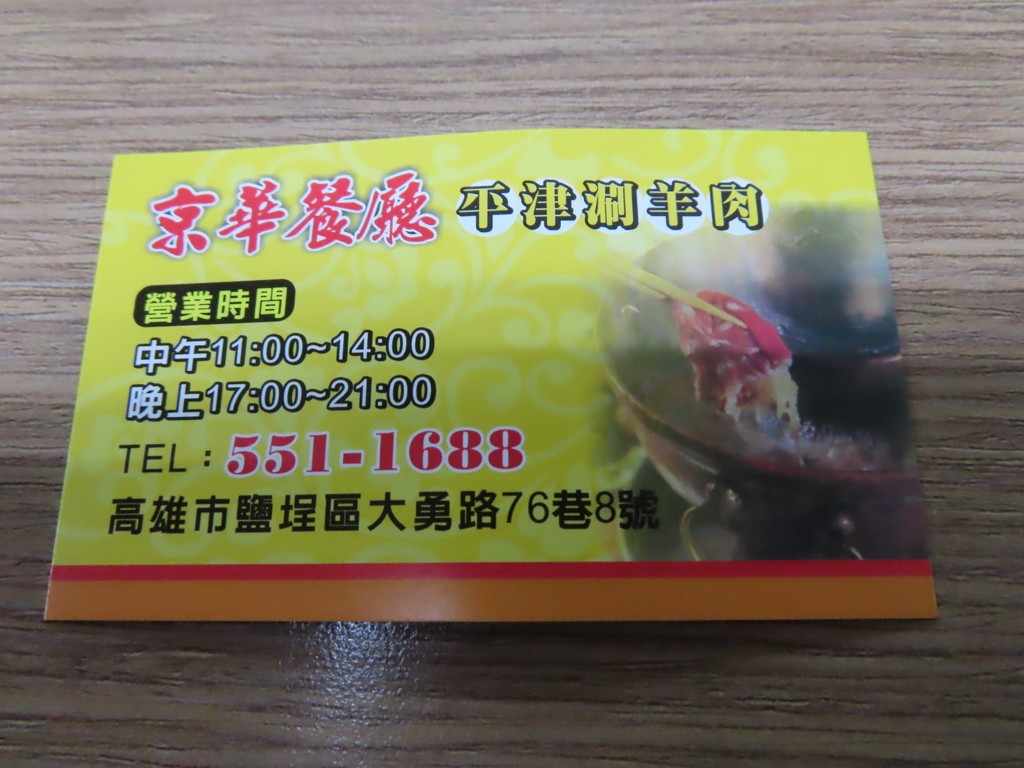 京華餐廳 平津涮羊肉
營業時間
中午11:00~14:00
晚上17:00~21:00
TEL：551-1688
高雄市鹽埕區大勇路76巷8號